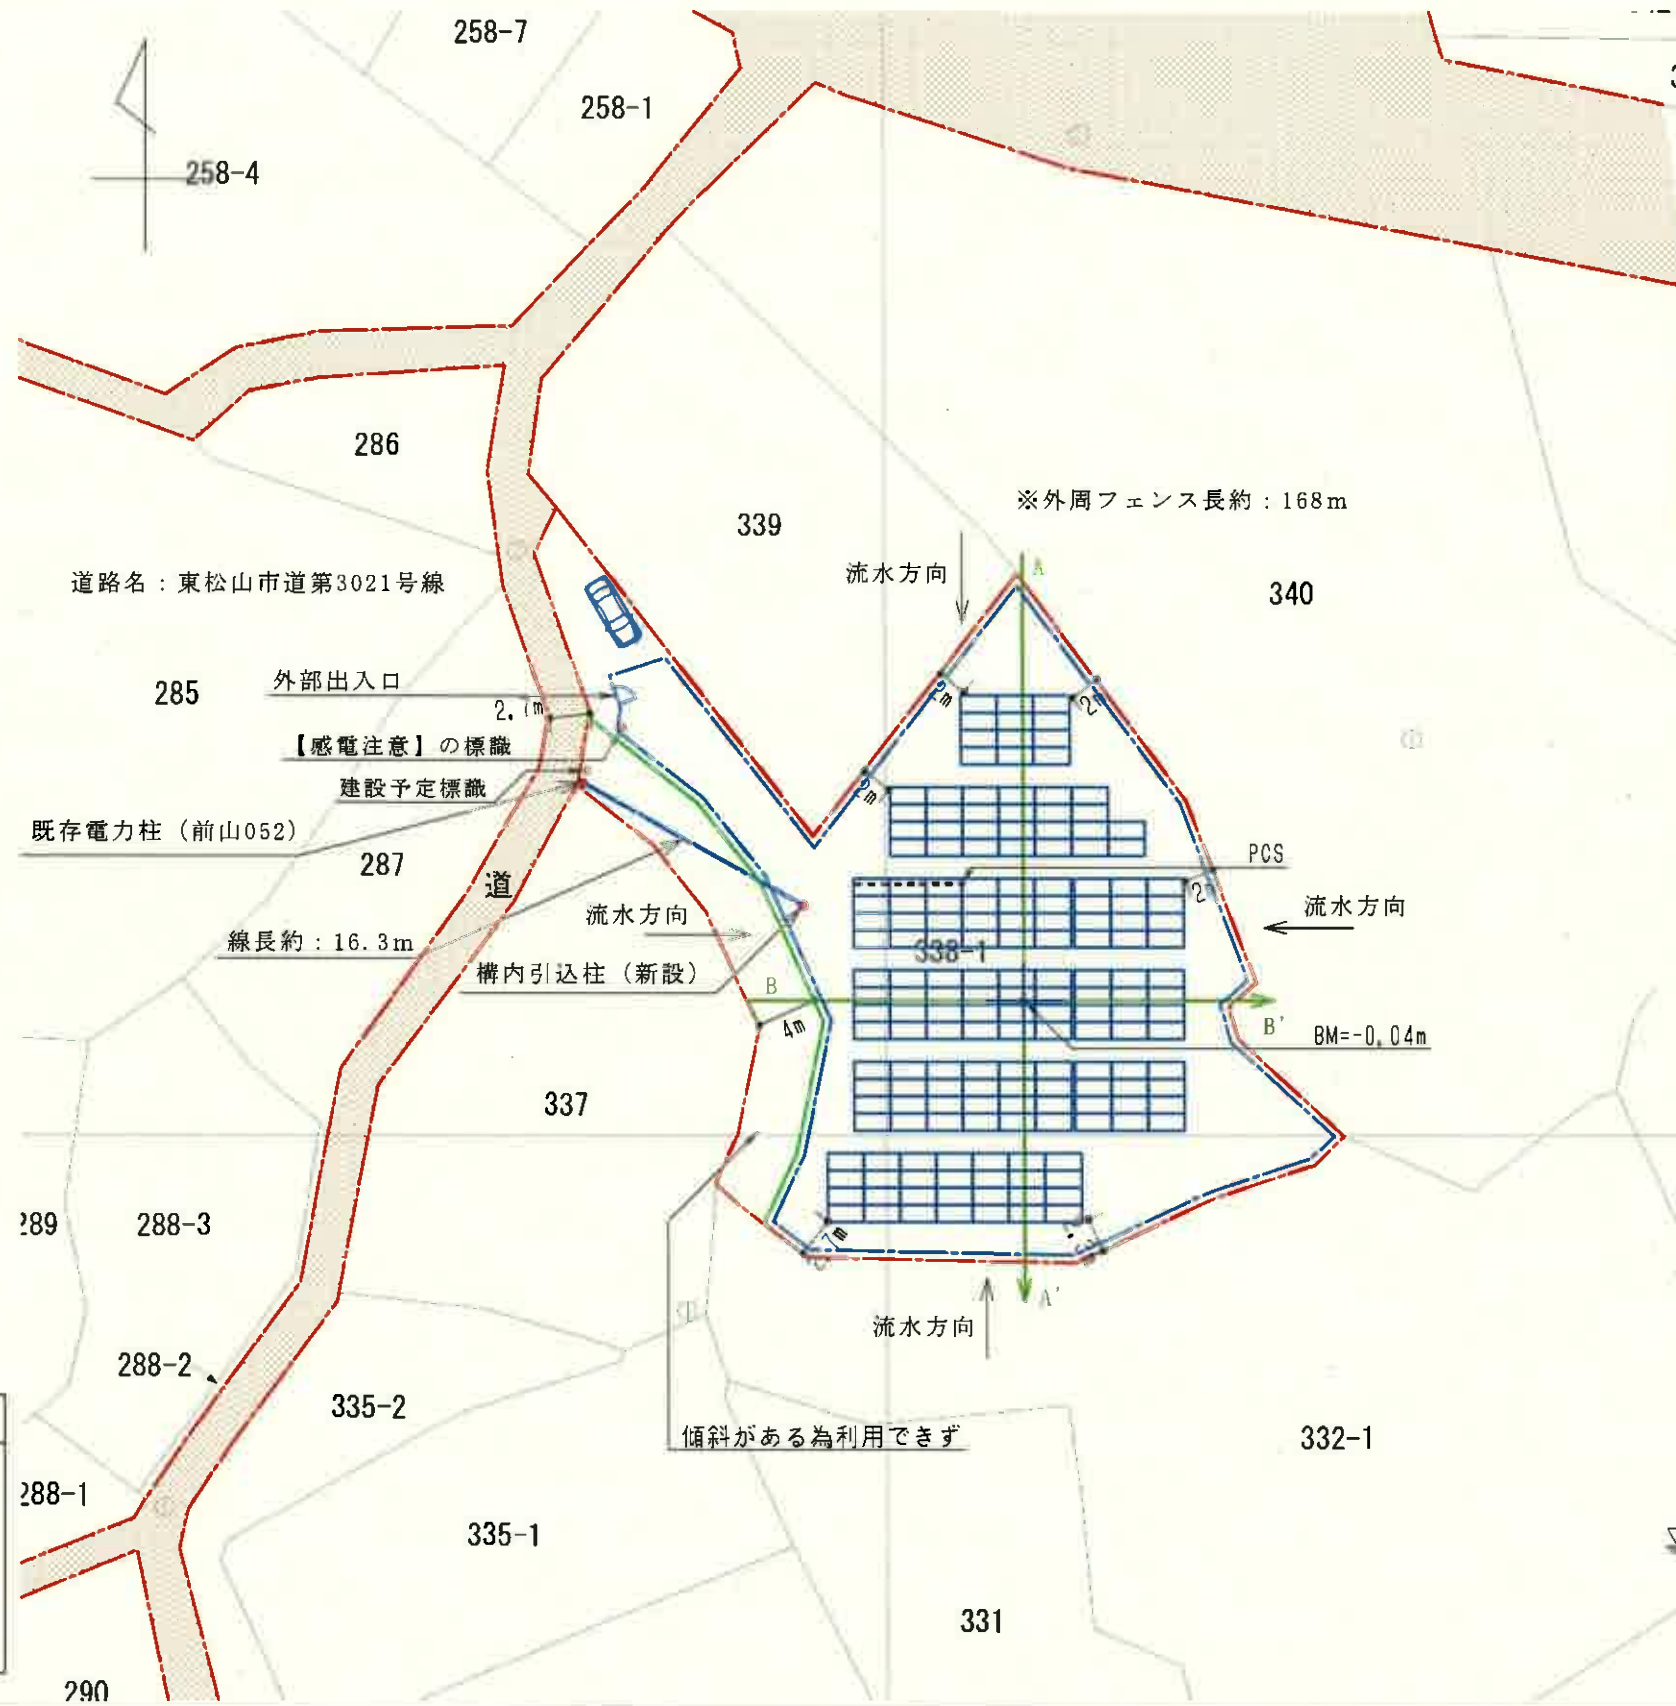 258-7
258-1
258-4
286
339
※外周フェンス長約：168m
流水方向
A
340
道路名：東松山市道第3021号線
285
外部出入口
2.7m
【感電注意】の標識
建設予定標識
既存電力柱（前山052）
287
道
PCS
流水方向
流水方向
線長約：16.3m
338-1
構内引込柱（新設）
B
B'
4m
BM=-0.04m
337
289
288-3
A'
流水方向
288-2
335-2
傾斜がある為利用できず
332-1
288-1
335-1
331
290